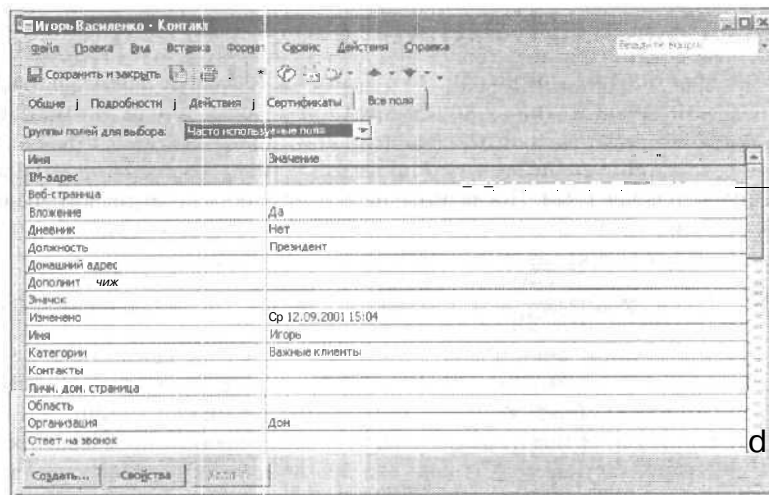 Игорь Василенко - Контакт
Файл Правка Вид Вставка Формат Сервис Действия Справка
Сохранить и закрыть
Общие j Подробности j Действия j Сертификаты Все поля
Группы полей для выбора: Часто используемые поля
Имя Значение
IM-адрес
Веб-страница
Вложение Да
Дневник Нет
Должность Президент
Домашний адрес
Дополнит чиж
Значок
Изменено Ср 12.09.2001 15:04
Имя Игорь
Категории Важные клиенты
Контакты
Личн. дом. страница
Область
Организация Дом
Ответ на звонок
d
Создать... Свойства